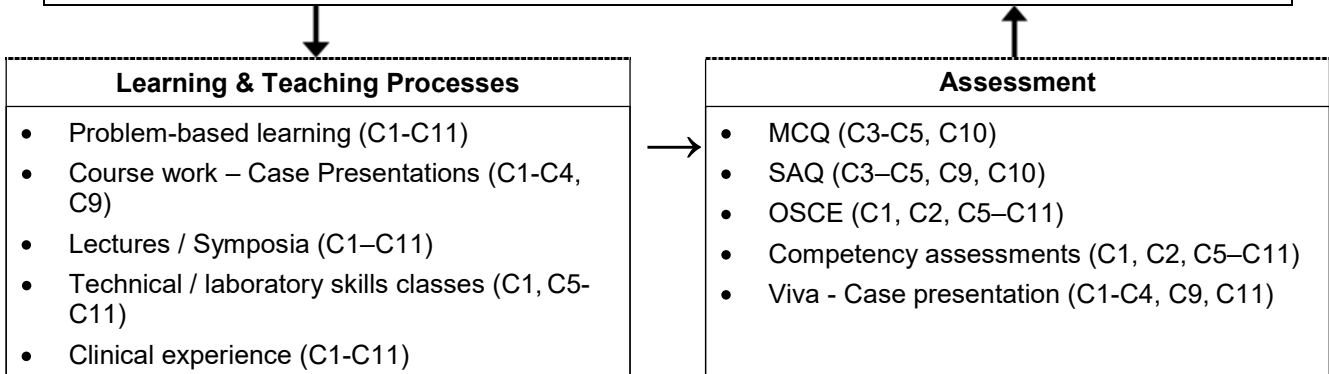 Learning & Teaching Processes
• Problem-based learning (C1-C11)
• Course work – Case Presentations (C1-C4,
C9)
• Lectures / Symposia (C1–C11)
• Technical / laboratory skills classes (C1, C5-
C11)
• Clinical experience (C1-C11)
Assessment
• MCQ (C3-C5, C10)
• SAQ (C3–C5, C9, C10)
• OSCE (C1, C2, C5–C11)
• Competency assessments (C1, C2, C5–C11)
• Viva - Case presentation (C1-C4, C9, C11)